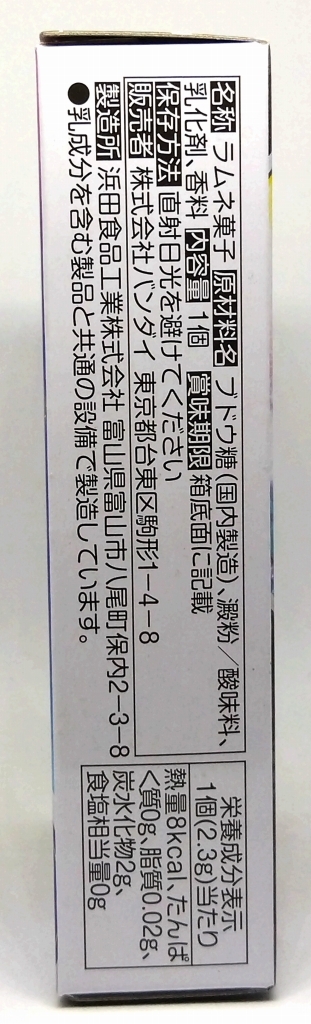 名称 ラムネ菓子 原材料名 ブドウ糖(国内製造)、澱粉/酸味料、
乳化剤、香料 内容量 1個 賞味期限 箱底面に記載
保存方法 直射日光を避けてください
販売者 株式会社バンダイ 東京都台東区駒形1-4-8
製造所 浜田食品工業株式会社 富山県富山市八尾町保内2-3-8
●乳成分を含む製品と共通の設備で製造しています。
栄養成分表示
1個(2.3g)当たり
熱量8kcal、たんぱ
く質0g、脂質0.02g、
炭水化物2g、
食塩相当量0g